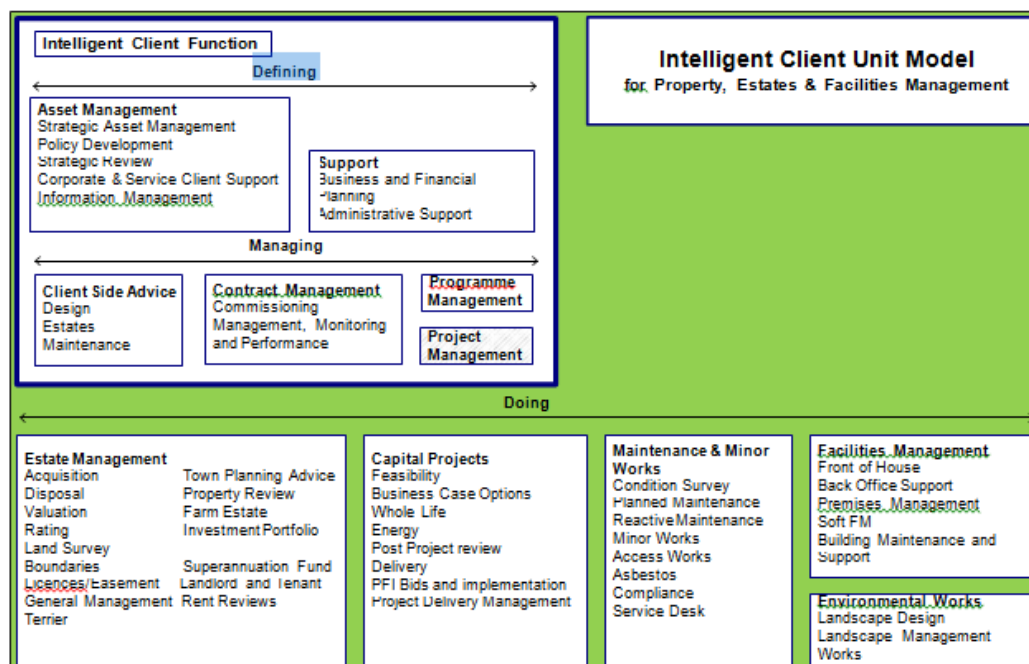 Intelligent Client Function
Defining
Asset Management
Strategic Asset Management
Policy Development
Strategic Review
Corporate & Service Client Support
Information Management
Support
Business and Financial
Planning
Administrative Support
Managing
Client Side Advice
Design
Estates
Maintenance
Contract Management
Commissioning
Management, Monitoring
and Performance
Programme
Management
Project
Management
Intelligent Client Unit Model
for Property, Estates & Facilities Management
Doing
Estate Management
Acquisition Town Planning Advice
Disposal Property Review
Valuation Farm Estate
Rating Investment Portfolio
Land Survey
Boundaries Superannuation Fund
Licences/Easement Landlord and Tenant
General Management Rent Reviews
Terrier
Capital Projects
Feasibility
Business Case Options
Whole Life
Energy
Post Project review
Delivery
PFI Bids and implementation
Project Delivery Management
Maintenance & Minor
Works
Condition Survey
Planned Maintenance
Reactive Maintenance
Minor Works
Access Works
Asbestos
Compliance
Service Desk
Facilities Management
Front of House
Back Office Support
Premises Management
Soft FM
Building Maintenance and
Support
Environmental Works
Landscape Design
Landscape Management
Works